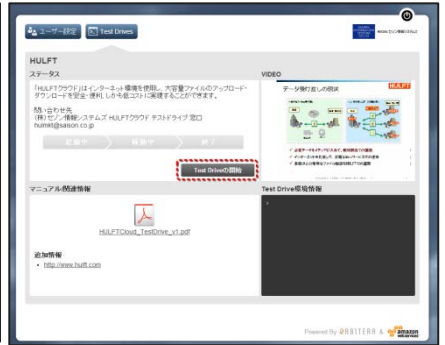 ユーザー設定
Test Drives
HULFT
ステータス
VIDEO
「HULFTクラウド」はインターネット環境を使用し、大容量ファイルのアップロード・
ダウンロードを安全・便利、しかも低コストに実現することができます。
問い合わせ先
(株)セゾン情報システムズ HULFTクラウド テストドライブ 窓口
起動中
稼動中
終了
Test Driveの開始
データ受け渡しの現状
HULFT
マニュアル/関連情報
Test Drive環境情報
HULFTCloud_TestDrive_v1.pdf
追加情報
http://www.hulft.com
Powered By ORBITERA & amazon
web services